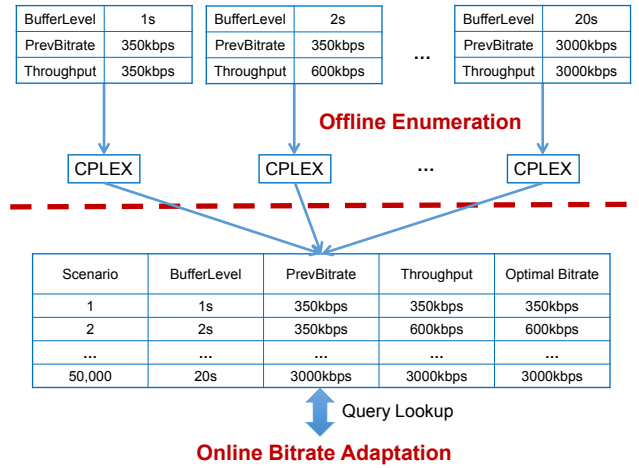 BufferLevel 1s BufferLevel 2s BufferLevel 20s
PrevBitrate 350kbps PrevBitrate 350kbps ... PrevBitrate 3000kbps
Throughput 350kbps Throughput 600kbps Throughput 3000kbps
Offline Enumeration
CPLEX CPLEX ... CPLEX
Scenario BufferLevel PrevBitrate Throughput Optimal Bitrate
1 1s 350kbps 350kbps 350kbps
2 2s 350kbps 600kbps 600kbps
... ... ... ... ...
50,000 20s 3000kbps 3000kbps 3000kbps
Query Lookup
Online Bitrate Adaptation